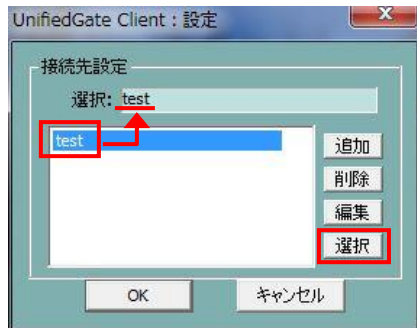 UnifiedGate Client : 設定
接続先設定
選択: test
test
追加
削除
編集
選択
OK
キャンセル